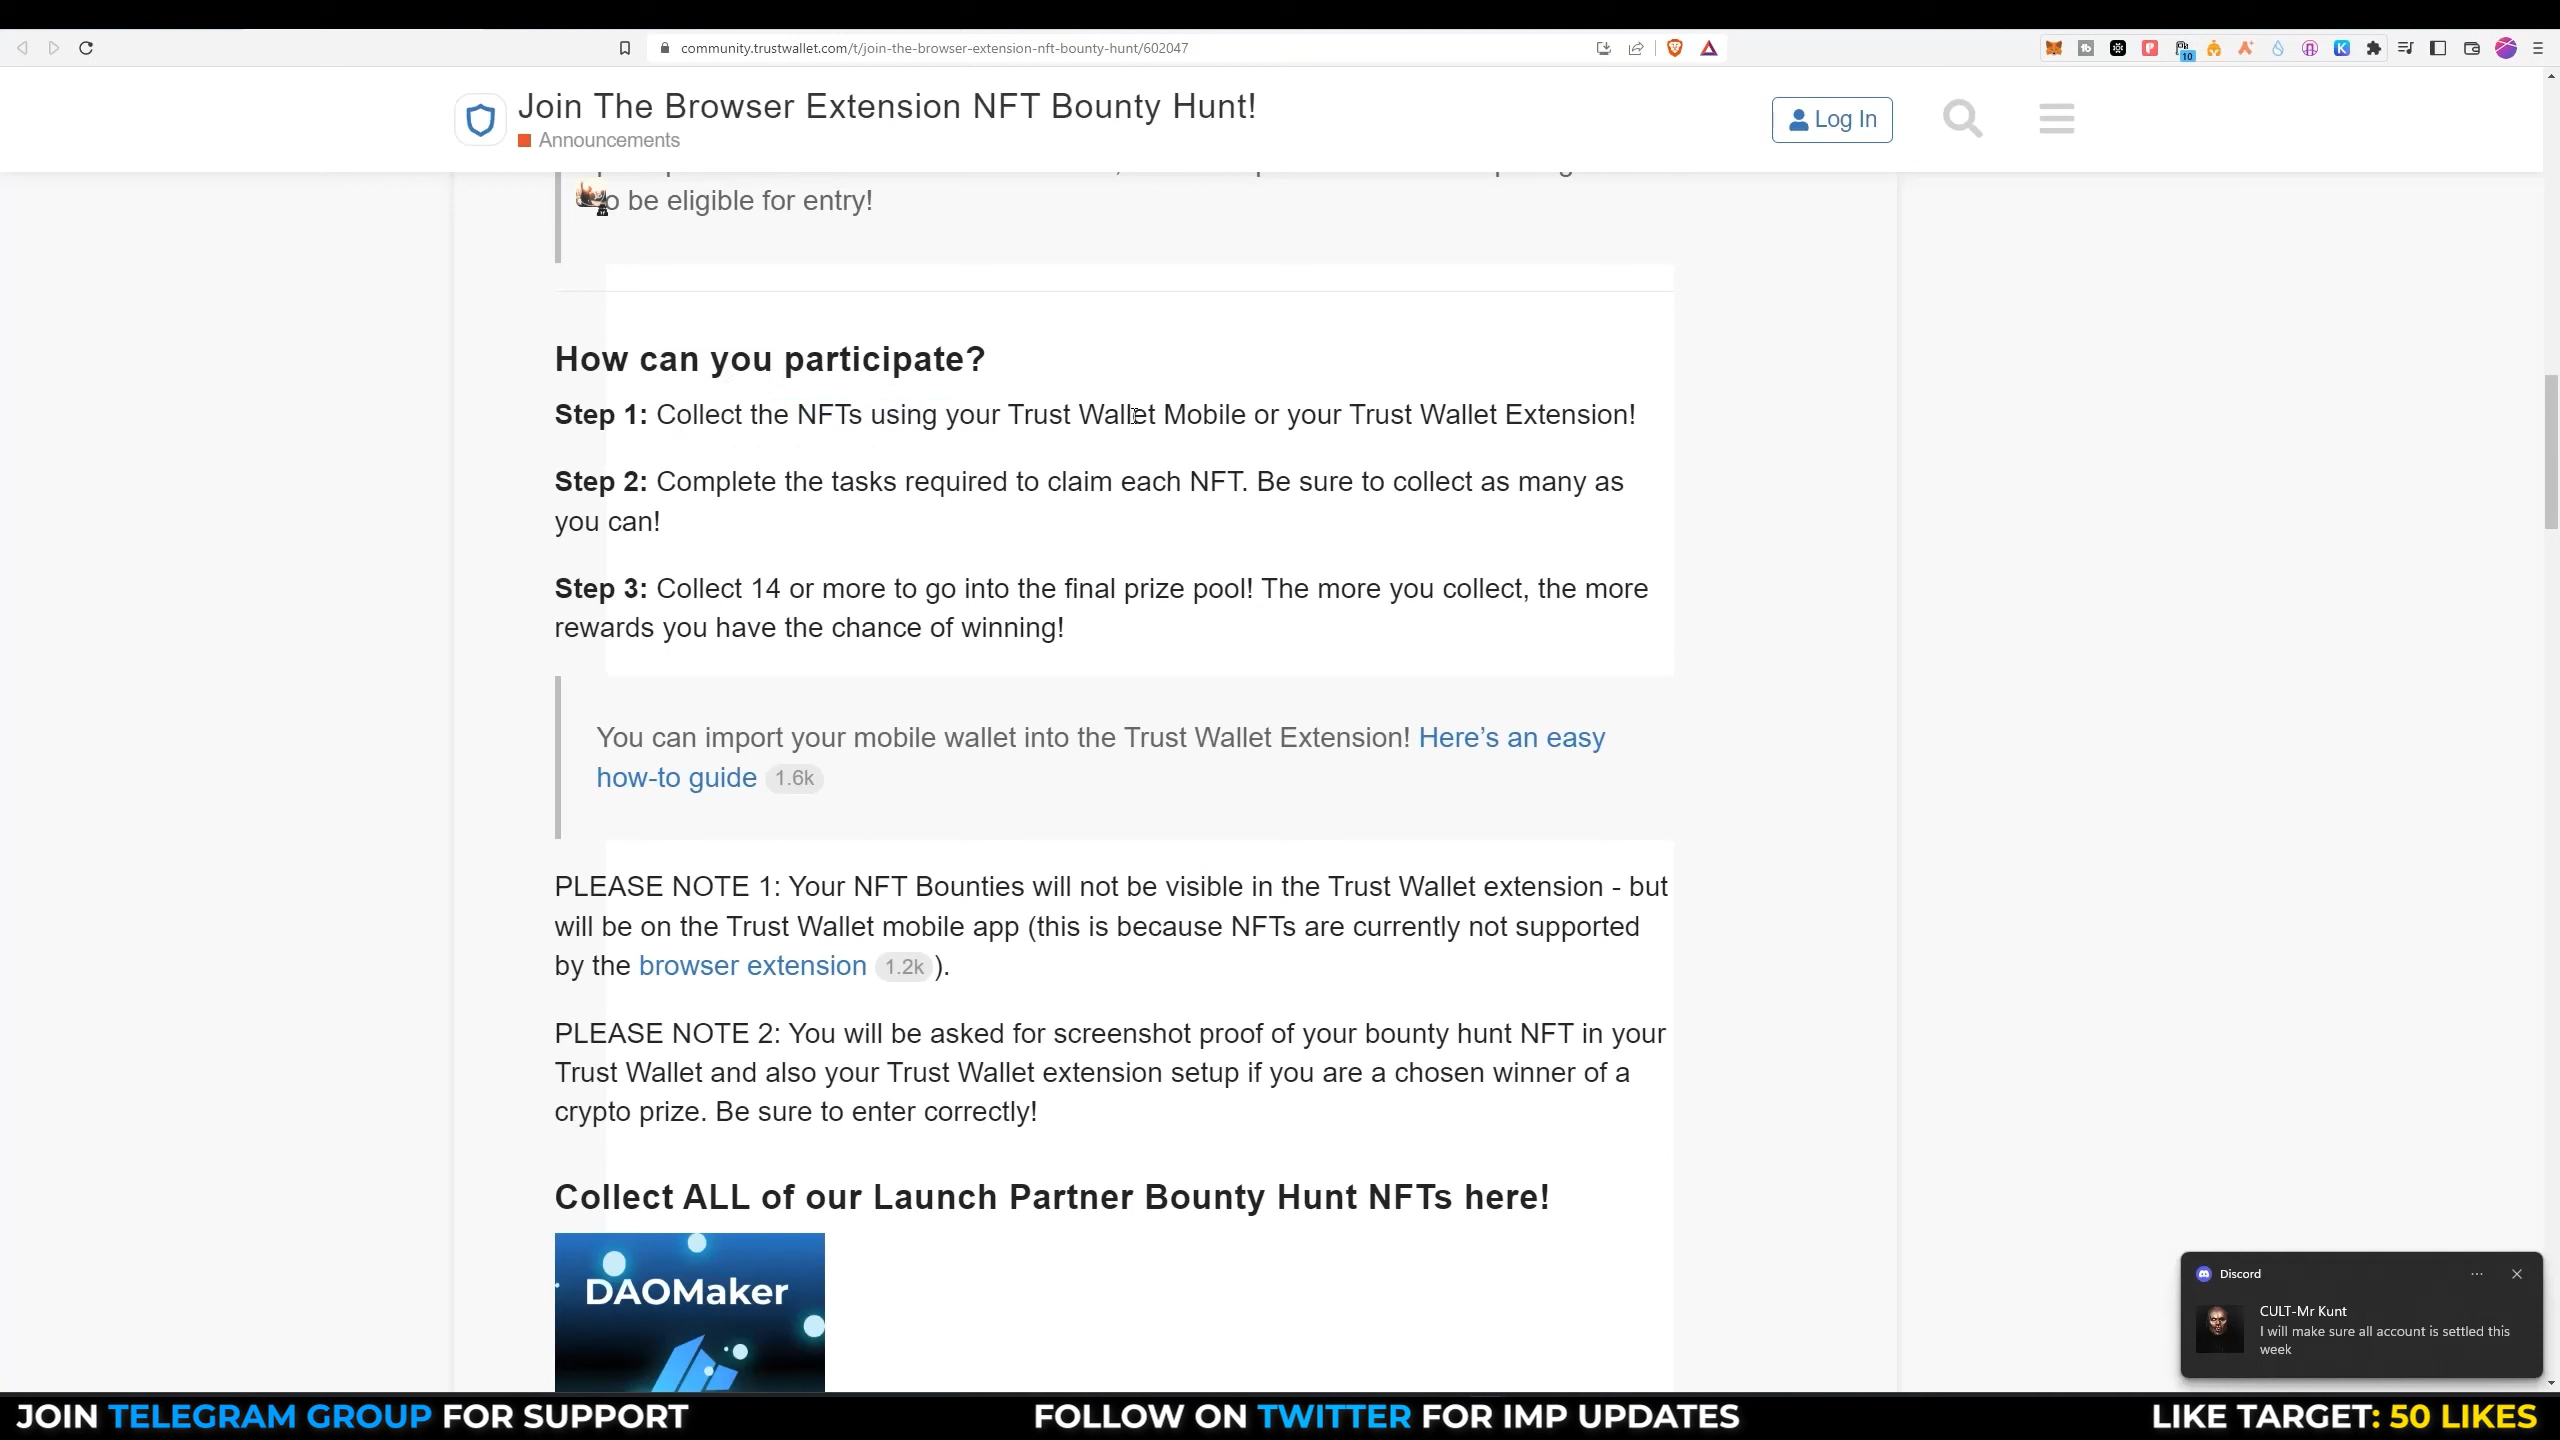 community.trustwallet.com/t/join-the-browser-extension-nft-bounty-hunt/602047
10
Join The Browser Extension NFT Bounty Hunt!
Announcements
Log In
o be eligible for entry!
How can you participate?
Step 1: Collect the NFTs using your Trust Wallet Mobile or your Trust Wallet Extension!
Step 2: Complete the tasks required to claim each NFT. Be sure to collect as many as
you can!
Step 3: Collect 14 or more to go into the final prize pool! The more you collect, the more
rewards you have the chance of winning!
You can import your mobile wallet into the Trust Wallet Extension! Here’s an easy
how-to guide 1.6k
PLEASE NOTE 1: Your NFT Bounties will not be visible in the Trust Wallet extension - but
will be on the Trust Wallet mobile app (this is because NFTs are currently not supported
by the browser extension 1.2k ).
PLEASE NOTE 2: You will be asked for screenshot proof of your bounty hunt NFT in your
Trust Wallet and also your Trust Wallet extension setup if you are a chosen winner of a
crypto prize. Be sure to enter correctly!
Collect ALL of our Launch Partner Bounty Hunt NFTs here!
DAOMaker
Discord
CULT-Mr Kunt
I will make sure all account is settled this
week
JOIN TELEGRAM GROUP FOR SUPPORT
FOLLOW ON TWITTER FOR IMP UPDATES
LIKE TARGET: 50 LIKES